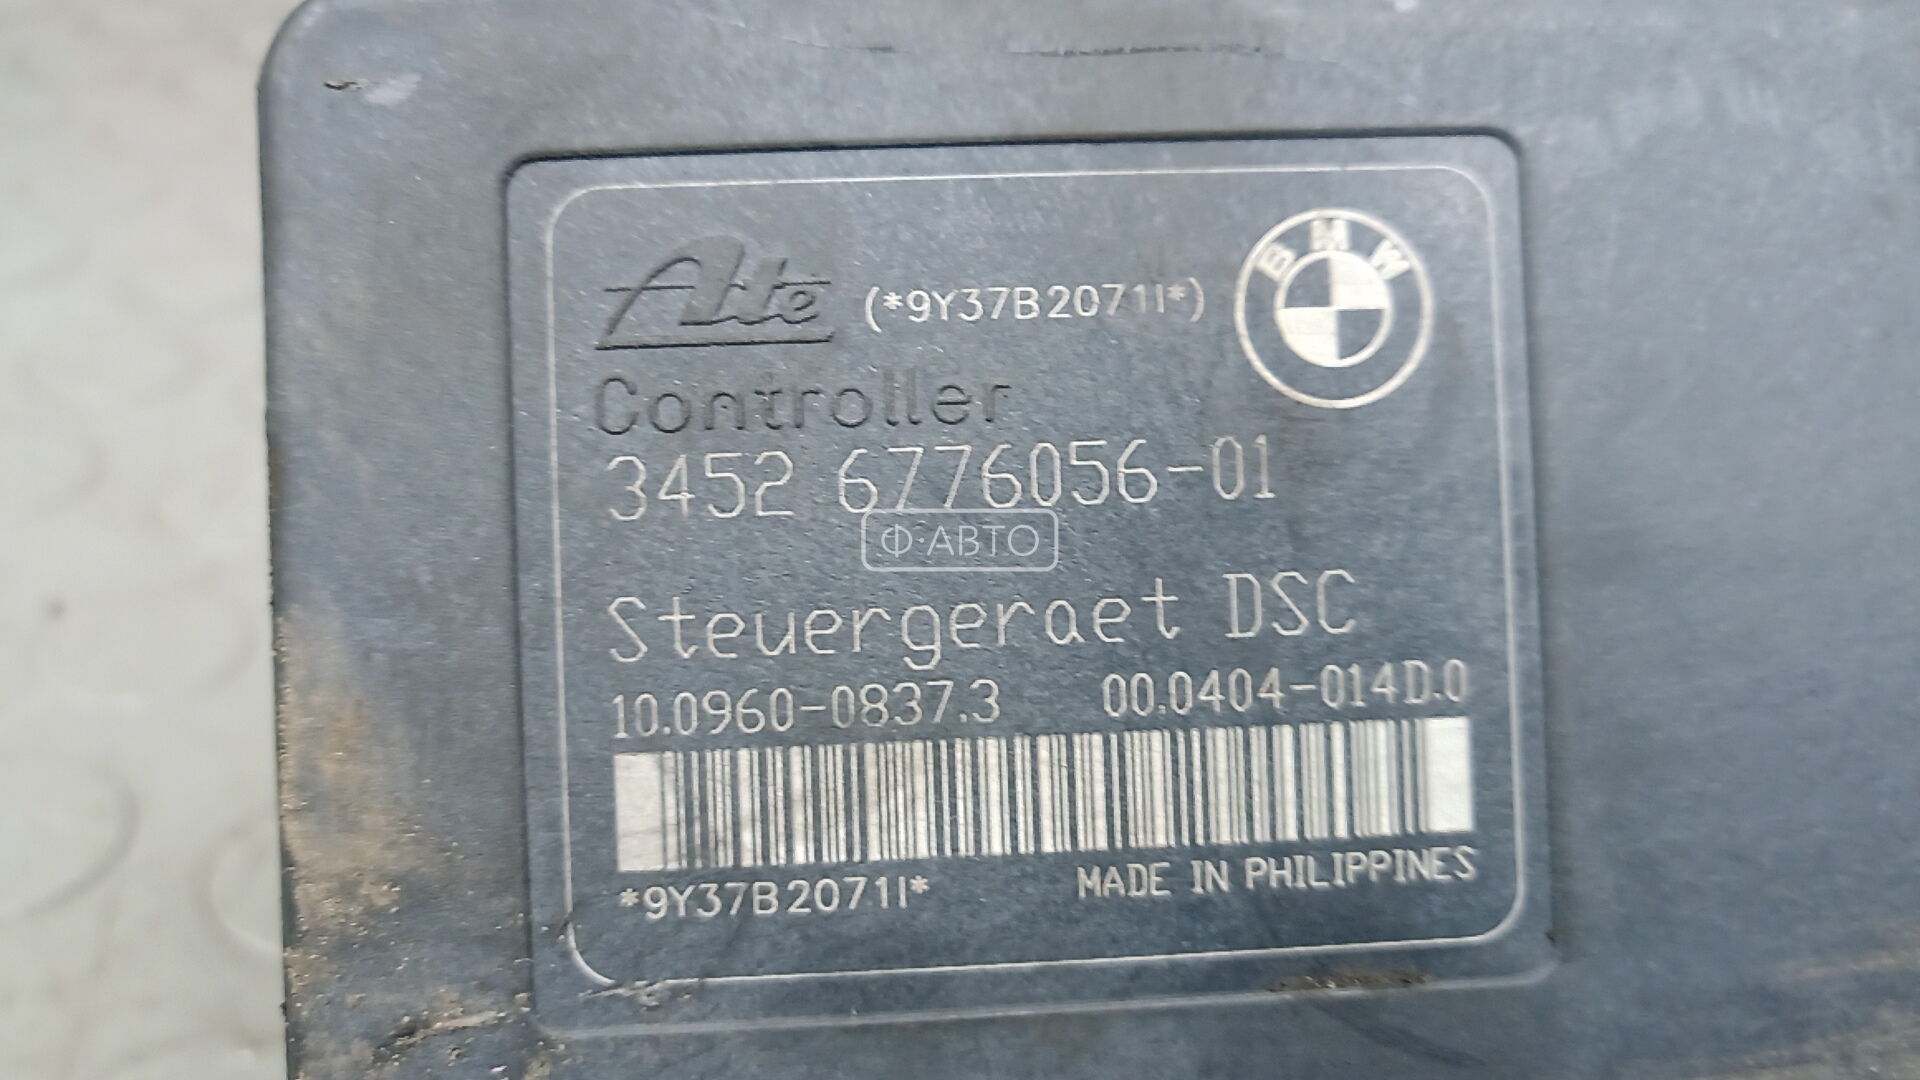 Ate (*9Y37B2071I*) BMW
Controller
3452 6776056-01
Ф·АВТО
Steuergeraet DSC
10.0960-0837.3 00.0404-014D.0
*9Y37B2071I* MADE IN PHILIPPINES